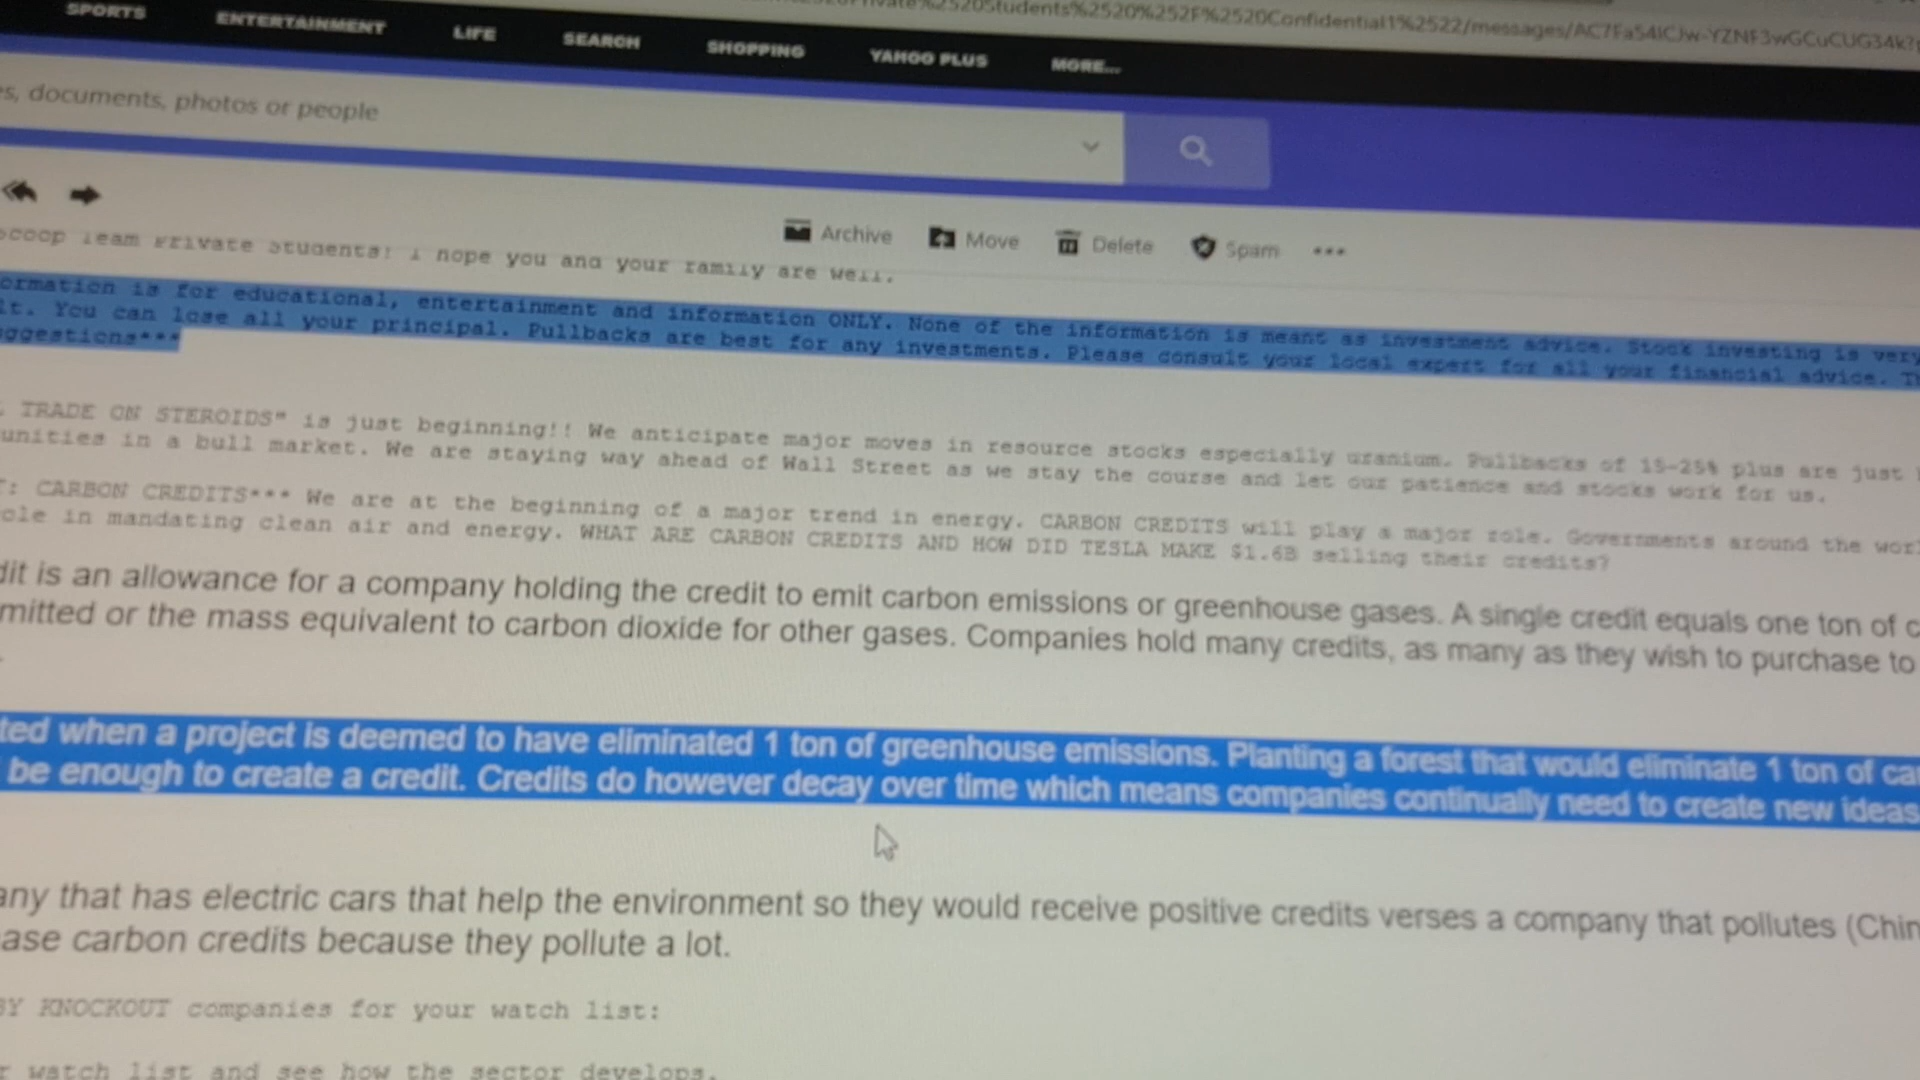 Students%2520%252F%2520Confidential1%2522/messages/
SPORTS ENTERTAINMENT LIFE SEARCH SHOPPING YAHOO PLUS MORE...
s, documents, photos or people
Archive Move Delete Spam •••
Scoop Team Private Students! I hope you and your family are well.
ormation is for educational, entertainment and information ONLY. None of the information is meant as investment advice. Stock investing is very
lt. You can lose all your principal. Pullbacks are best for any investments. Please consult your local expert for all your financial advice. Th
ggestions***
TRADE ON STEROIDS" is just beginning!! We anticipate major moves in resource stocks especially uranium. Pullbacks of 15-25% plus are just
unities in a bull market. We are staying way ahead of Wall Street as we stay the course and let our patience and stocks work for us.
T: CARBON CREDITS*** We are at the beginning of a major trend in energy. CARBON CREDITS will play a major role. Governments around the worl
ole in mandating clean air and energy. WHAT ARE CARBON CREDITS AND HOW DID TESLA MAKE $1.6B selling their credits?
dit is an allowance for a company holding the credit to emit carbon emissions or greenhouse gases. A single credit equals one ton of c
mitted or the mass equivalent to carbon dioxide for other gases. Companies hold many credits, as many as they wish to purchase to
.
ted when a project is deemed to have eliminated 1 ton of greenhouse emissions. Planting a forest that would eliminate 1 ton of car
be enough to create a credit. Credits do however decay over time which means companies continually need to create new ideas
any that has electric cars that help the environment so they would receive positive credits verses a company that pollutes (Chin
ase carbon credits because they pollute a lot.
BY KNOCKOUT companies for your watch list:
r watch list and see how the sector develops.